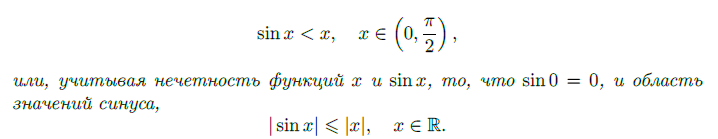 sin x < x, x ∈ (0, π/2),
или, учитывая нечетность функций x и sin x, то, что sin 0 = 0, и область
значений синуса,
| sin x| ⩽ |x|, x ∈ ℝ.